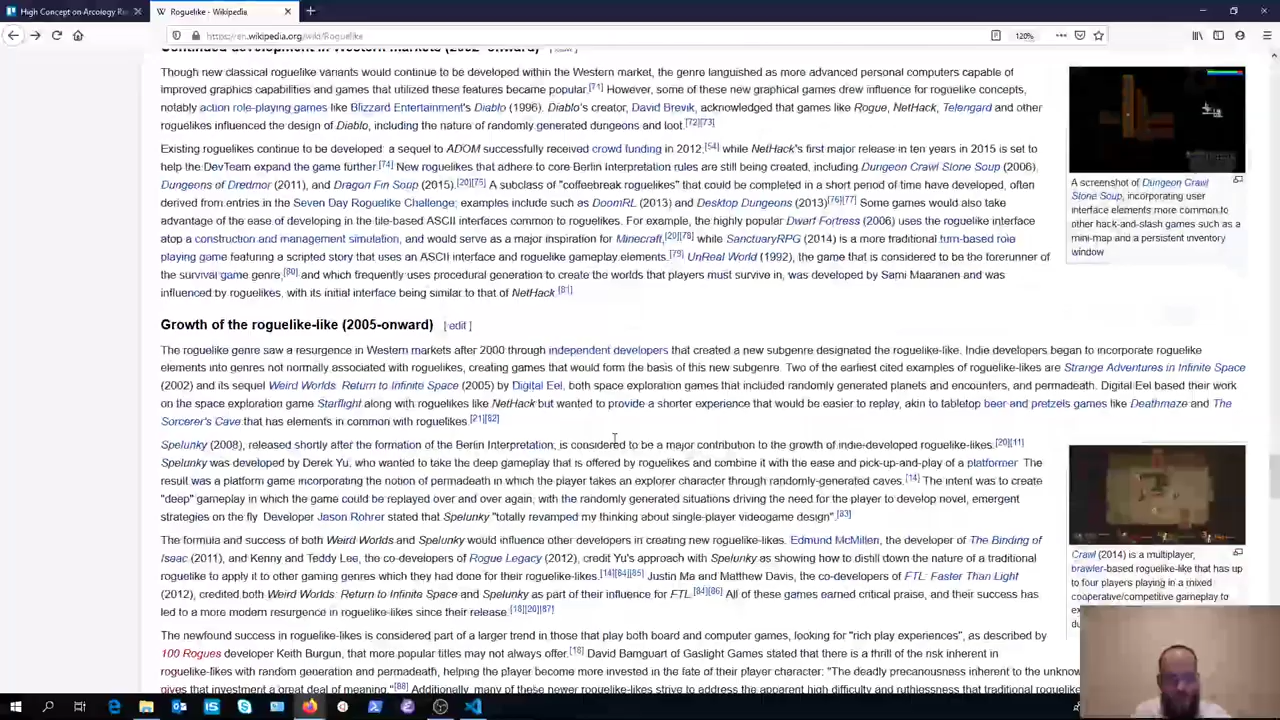 High Concept on Arcology Re
Roguelike - Wikipedia
https://en.wikipedia.org/wiki/Roguelike
120%
Continued development in Western markets (2002–onward) [edit]
Though new classical roguelike variants would continue to be developed within the Western market, the genre languished as more advanced personal computers capable of
improved graphics capabilities and games that utilized these features became popular.[71] However, some of these new graphical games drew influence for roguelike concepts,
notably action role-playing games like Blizzard Entertainment's Diablo (1996). Diablo's creator, David Brevik, acknowledged that games like Rogue, NetHack, Telengard and other
roguelikes influenced the design of Diablo, including the nature of randomly generated dungeons and loot.[72][73]
Existing roguelikes continue to be developed: a sequel to ADOM successfully received crowd funding in 2012,[54] while NetHack's first major release in ten years in 2015 is set to
help the DevTeam expand the game further.[74] New roguelikes that adhere to core Berlin Interpretation rules are still being created, including Dungeon Crawl Stone Soup (2006),
Dungeons of Dredmor (2011), and Dragon Fin Soup (2015).[20][75] A subclass of "coffeebreak roguelikes" that could be completed in a short period of time have developed, often
derived from entries in the Seven Day Roguelike Challenge; examples include such as DoomRL (2013) and Desktop Dungeons (2013)[76][77] Some games would also take
advantage of the ease of developing in the tile-based ASCII interfaces common to roguelikes. For example, the highly popular Dwarf Fortress (2006) uses the roguelike interface
atop a construction and management simulation, and would serve as a major inspiration for Minecraft,[20][78] while SanctuaryRPG (2014) is a more traditional turn-based role
playing game featuring a scripted story that uses an ASCII interface and roguelike gameplay elements.[79] UnReal World (1992), the game that is considered to be the forerunner of
the survival game genre,[80] and which frequently uses procedural generation to create the worlds that players must survive in, was developed by Sami Maaranen and was
influenced by roguelikes, with its initial interface being similar to that of NetHack.[81]
A screenshot of Dungeon Crawl
Stone Soup, incorporating user
interface elements more common to
other hack-and-slash games such as a
mini-map and a persistent inventory
window
Growth of the roguelike-like (2005-onward) [edit]
The roguelike genre saw a resurgence in Western markets after 2000 through independent developers that created a new subgenre designated the roguelike-like. Indie developers began to incorporate roguelike
elements into genres not normally associated with roguelikes, creating games that would form the basis of this new subgenre. Two of the earliest cited examples of roguelike-likes are Strange Adventures in Infinite Space
(2002) and its sequel Weird Worlds: Return to Infinite Space (2005) by Digital Eel, both space exploration games that included randomly generated planets and encounters, and permadeath. Digital Eel based their work
on the space exploration game Starflight along with roguelikes like NetHack but wanted to provide a shorter experience that would be easier to replay, akin to tabletop beer and pretzels games like Deathmaze and The
Sorcerer's Cave that has elements in common with roguelikes.[21][82]
Spelunky (2008), released shortly after the formation of the Berlin Interpretation, is considered to be a major contribution to the growth of indie-developed roguelike-likes.[20][11]
Spelunky was developed by Derek Yu, who wanted to take the deep gameplay that is offered by roguelikes and combine it with the ease and pick-up-and-play of a platformer. The
result was a platform game incorporating the notion of permadeath in which the player takes an explorer character through randomly-generated caves.[14] The intent was to create
"deep" gameplay in which the game could be replayed over and over again, with the randomly generated situations driving the need for the player to develop novel, emergent
strategies on the fly. Developer Jason Rohrer stated that Spelunky "totally revamped my thinking about single-player videogame design".[83]
The formula and success of both Weird Worlds and Spelunky would influence other developers in creating new roguelike-likes. Edmund McMillen, the developer of The Binding of
Isaac (2011), and Kenny and Teddy Lee, the co-developers of Rogue Legacy (2012), credit Yu's approach with Spelunky as showing how to distill down the nature of a traditional
roguelike to apply it to other gaming genres which they had done for their roguelike-likes.[14][84][85] Justin Ma and Matthew Davis, the co-developers of FTL: Faster Than Light
(2012), credited both Weird Worlds: Return to Infinite Space and Spelunky as part of their influence for FTL.[84][86] All of these games earned critical praise, and their success has
led to a more modern resurgence in roguelike-likes since their release.[18][20][87]
Crawl (2014) is a multiplayer,
brawler-based roguelike-like that has up
to four players playing in a mixed
cooperative/competitive gameplay to
The newfound success in roguelike-likes is considered part of a larger trend in those that play both board and computer games, looking for "rich play experiences", as described by
100 Rogues developer Keith Burgun, that more popular titles may not always offer.[18] David Bamguart of Gaslight Games stated that there is a thrill of the risk inherent in
roguelike-likes with random generation and permadeath, helping the player become more invested in the fate of their player character: "The deadly precariousness inherent to the unknow
gives that investment a great deal of meaning."[88] Additionally, many of these newer roguelike-likes strive to address the apparent high difficulty and ruthlessness that traditional roguelike